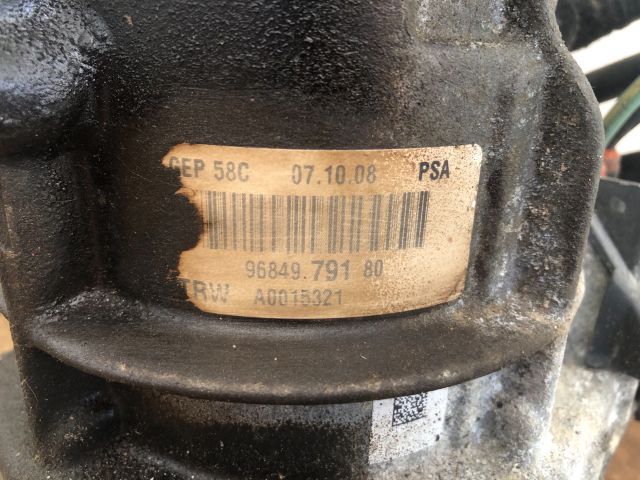 GEP 58C 07.10.08 PSA
96849.791 80
TRW A0015321